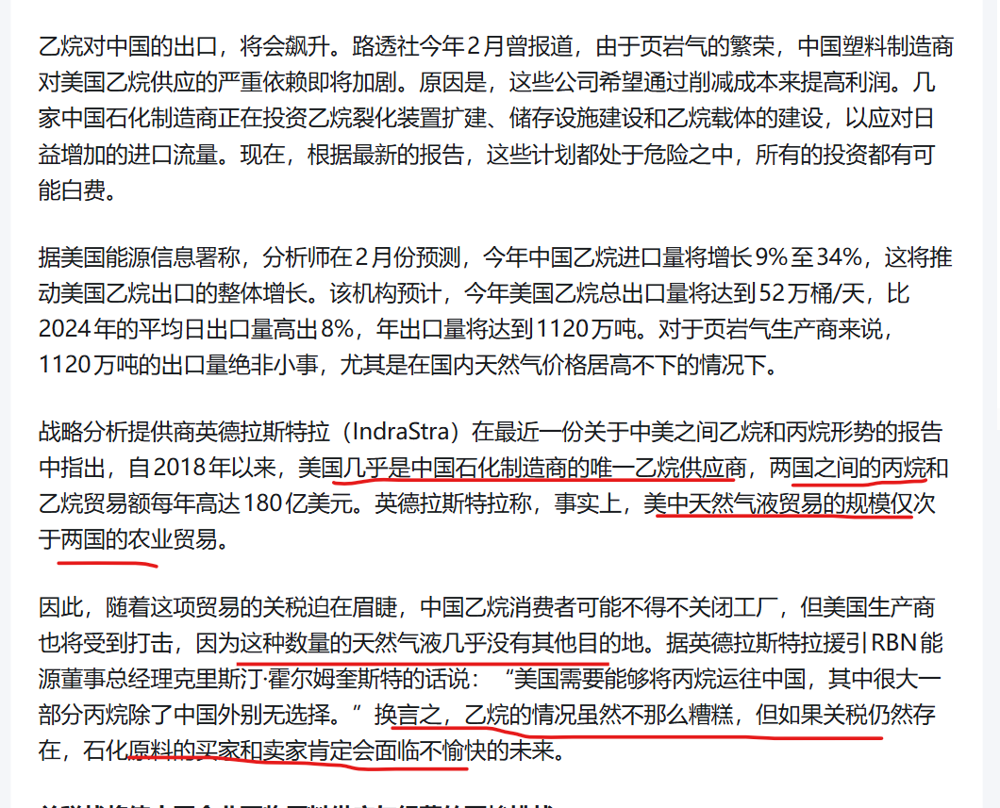 乙烷对中国的出口，将会飙升。路透社今年2月曾报道，由于页岩气的繁荣，中国塑料制造商
对美国乙烷供应的严重依赖即将加剧。原因是，这些公司希望通过削减成本来提高利润。几
家中国石化制造商正在投资乙烷裂化装置扩建、储存设施建设和乙烷载体的建设，以应对日
益增加的进口流量。现在，根据最新的报告，这些计划都处于危险之中，所有的投资都有可
能白费。
据美国能源信息署称，分析师在2月份预测，今年中国乙烷进口量将增长9%至34%，这将推
动美国乙烷出口的整体增长。该机构预计，今年美国乙烷总出口量将达到52万桶/天，比
2024年的平均日出口量高出8%，年出口量将达到1120万吨。对于页岩气生产商来说，
1120万吨的出口量绝非小事，尤其是在国内天然气价格居高不下的情况下。
战略分析提供商英德拉斯特拉（IndraStra）在最近一份关于中美之间乙烷和丙烷形势的报告
中指出，自2018年以来，美国几乎是中国石化制造商的唯一乙烷供应商，两国之间的丙烷和
乙烷贸易额每年高达180亿美元。英德拉斯特拉称，事实上，美中天然气液贸易的规模仅次
于两国的农业贸易。
因此，随着这项贸易的关税迫在眉睫，中国乙烷消费者可能不得不关闭工厂，但美国生产商
也将受到打击，因为这种数量的天然气液几乎没有其他目的地。据英德拉斯特拉援引RBN能
源董事总经理克里斯汀·霍尔姆奎斯特的话说：“美国需要能够将丙烷运往中国，其中很大一
部分丙烷除了中国外别无选择。”换言之，乙烷的情况虽然不那么糟糕，但如果关税仍然存
在，石化原料的买家和卖家肯定会面临不愉快的未来。